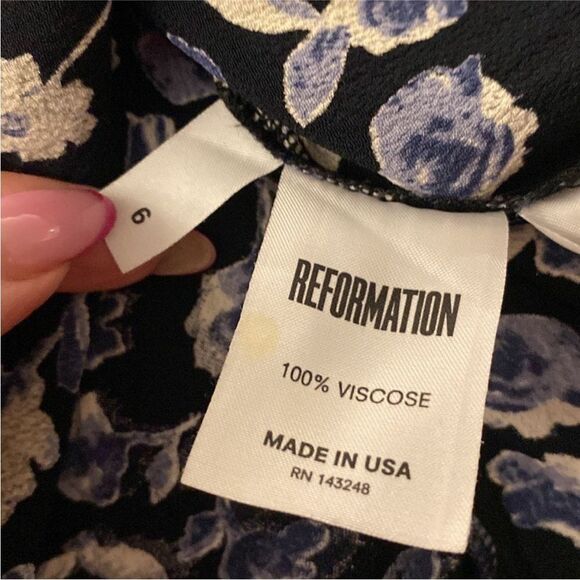 6
REFORMATION
100% VISCOSE
MADE IN USA
RN 143248